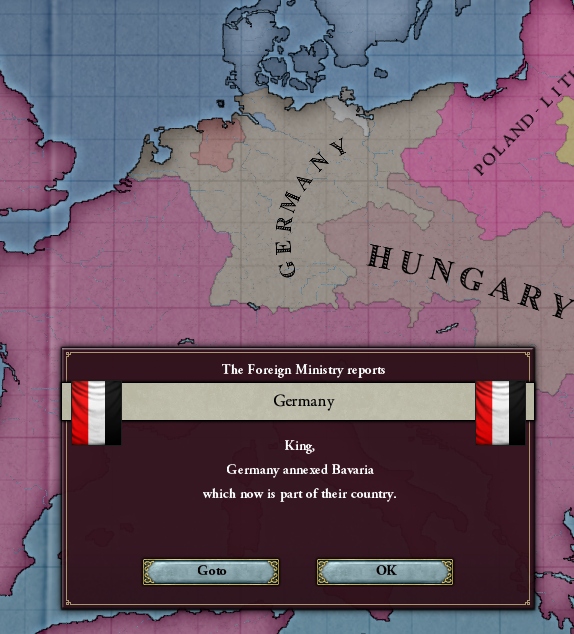 POLAND-LITH
GERMANY
HUNGARY
The Foreign Ministry reports
Germany
King,
Germany annexed Bavaria
which now is part of their country.
Goto
OK